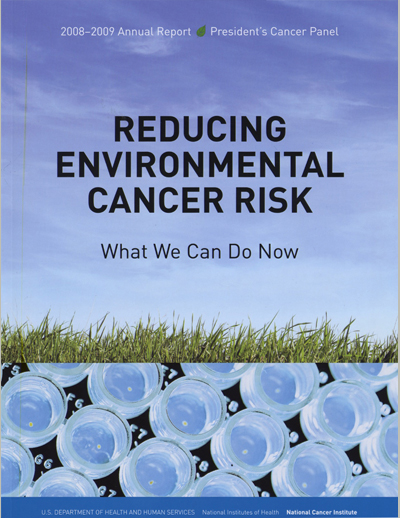 2008–2009 Annual Report President's Cancer Panel
REDUCING
ENVIRONMENTAL
CANCER RISK
What We Can Do Now
U.S. DEPARTMENT OF HEALTH AND HUMAN SERVICES National Institutes of Health National Cancer Institute